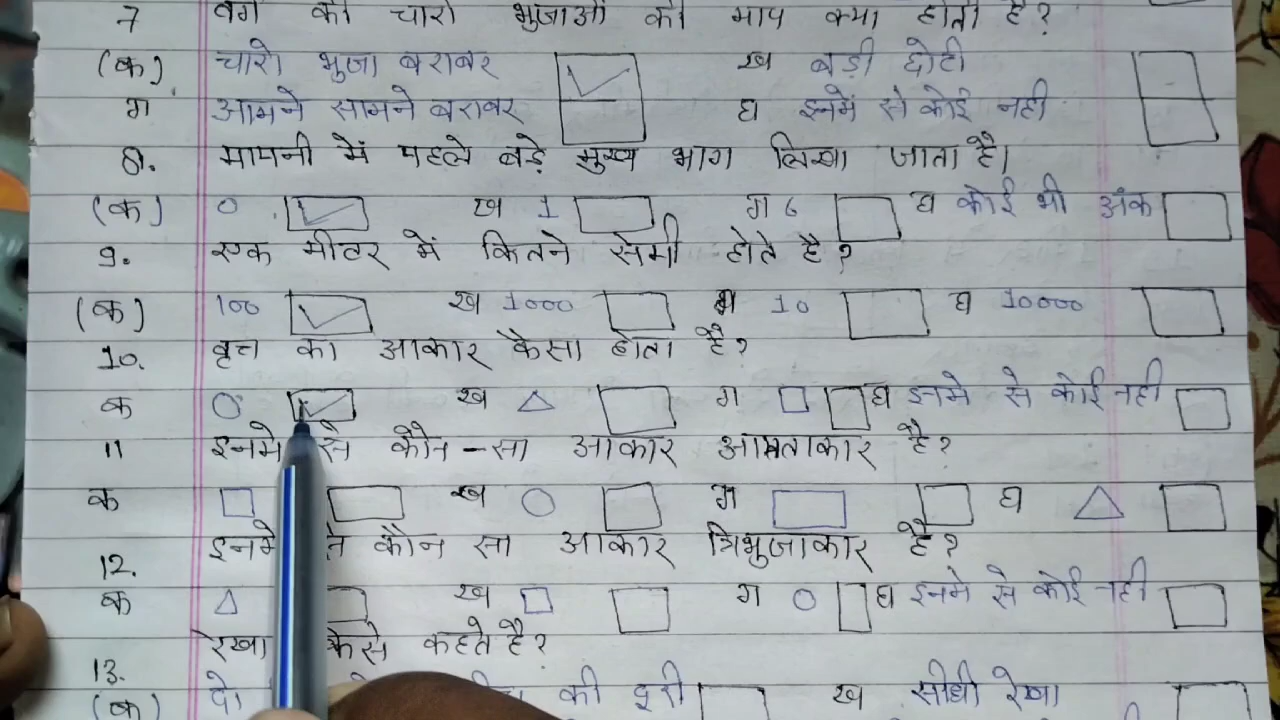 7 वर्ग की चारो भुजाओं की माप क्या होती है?
(क) चारो भुजा बराबर ख बड़ी छोटी
ग आमने सामने बराबर घ इनमें से कोई नही
8. मापनी में पहले बड़े मुख्य भाग लिखा जाता है।
(क) 0 ख 1 ग 6 घ कोई भी अंक
9. एक मीटर में कितने सेमी होते है?
(क) 100 ख 1000 ग 10 घ 10000
10. वृत्त का आकार कैसा होता है?
क ख ग घ इनमे से कोई नही
11 इनमे से कौन-सा आकार आयताकार है?
क ख ग घ
12. इनमे कौन सा आकार त्रिभुजाकार है?
क ख ग घ इनमे से कोई नही
13. रेखा किसे कहते है?
(क) दो की दूरी ख सीधी रेखा